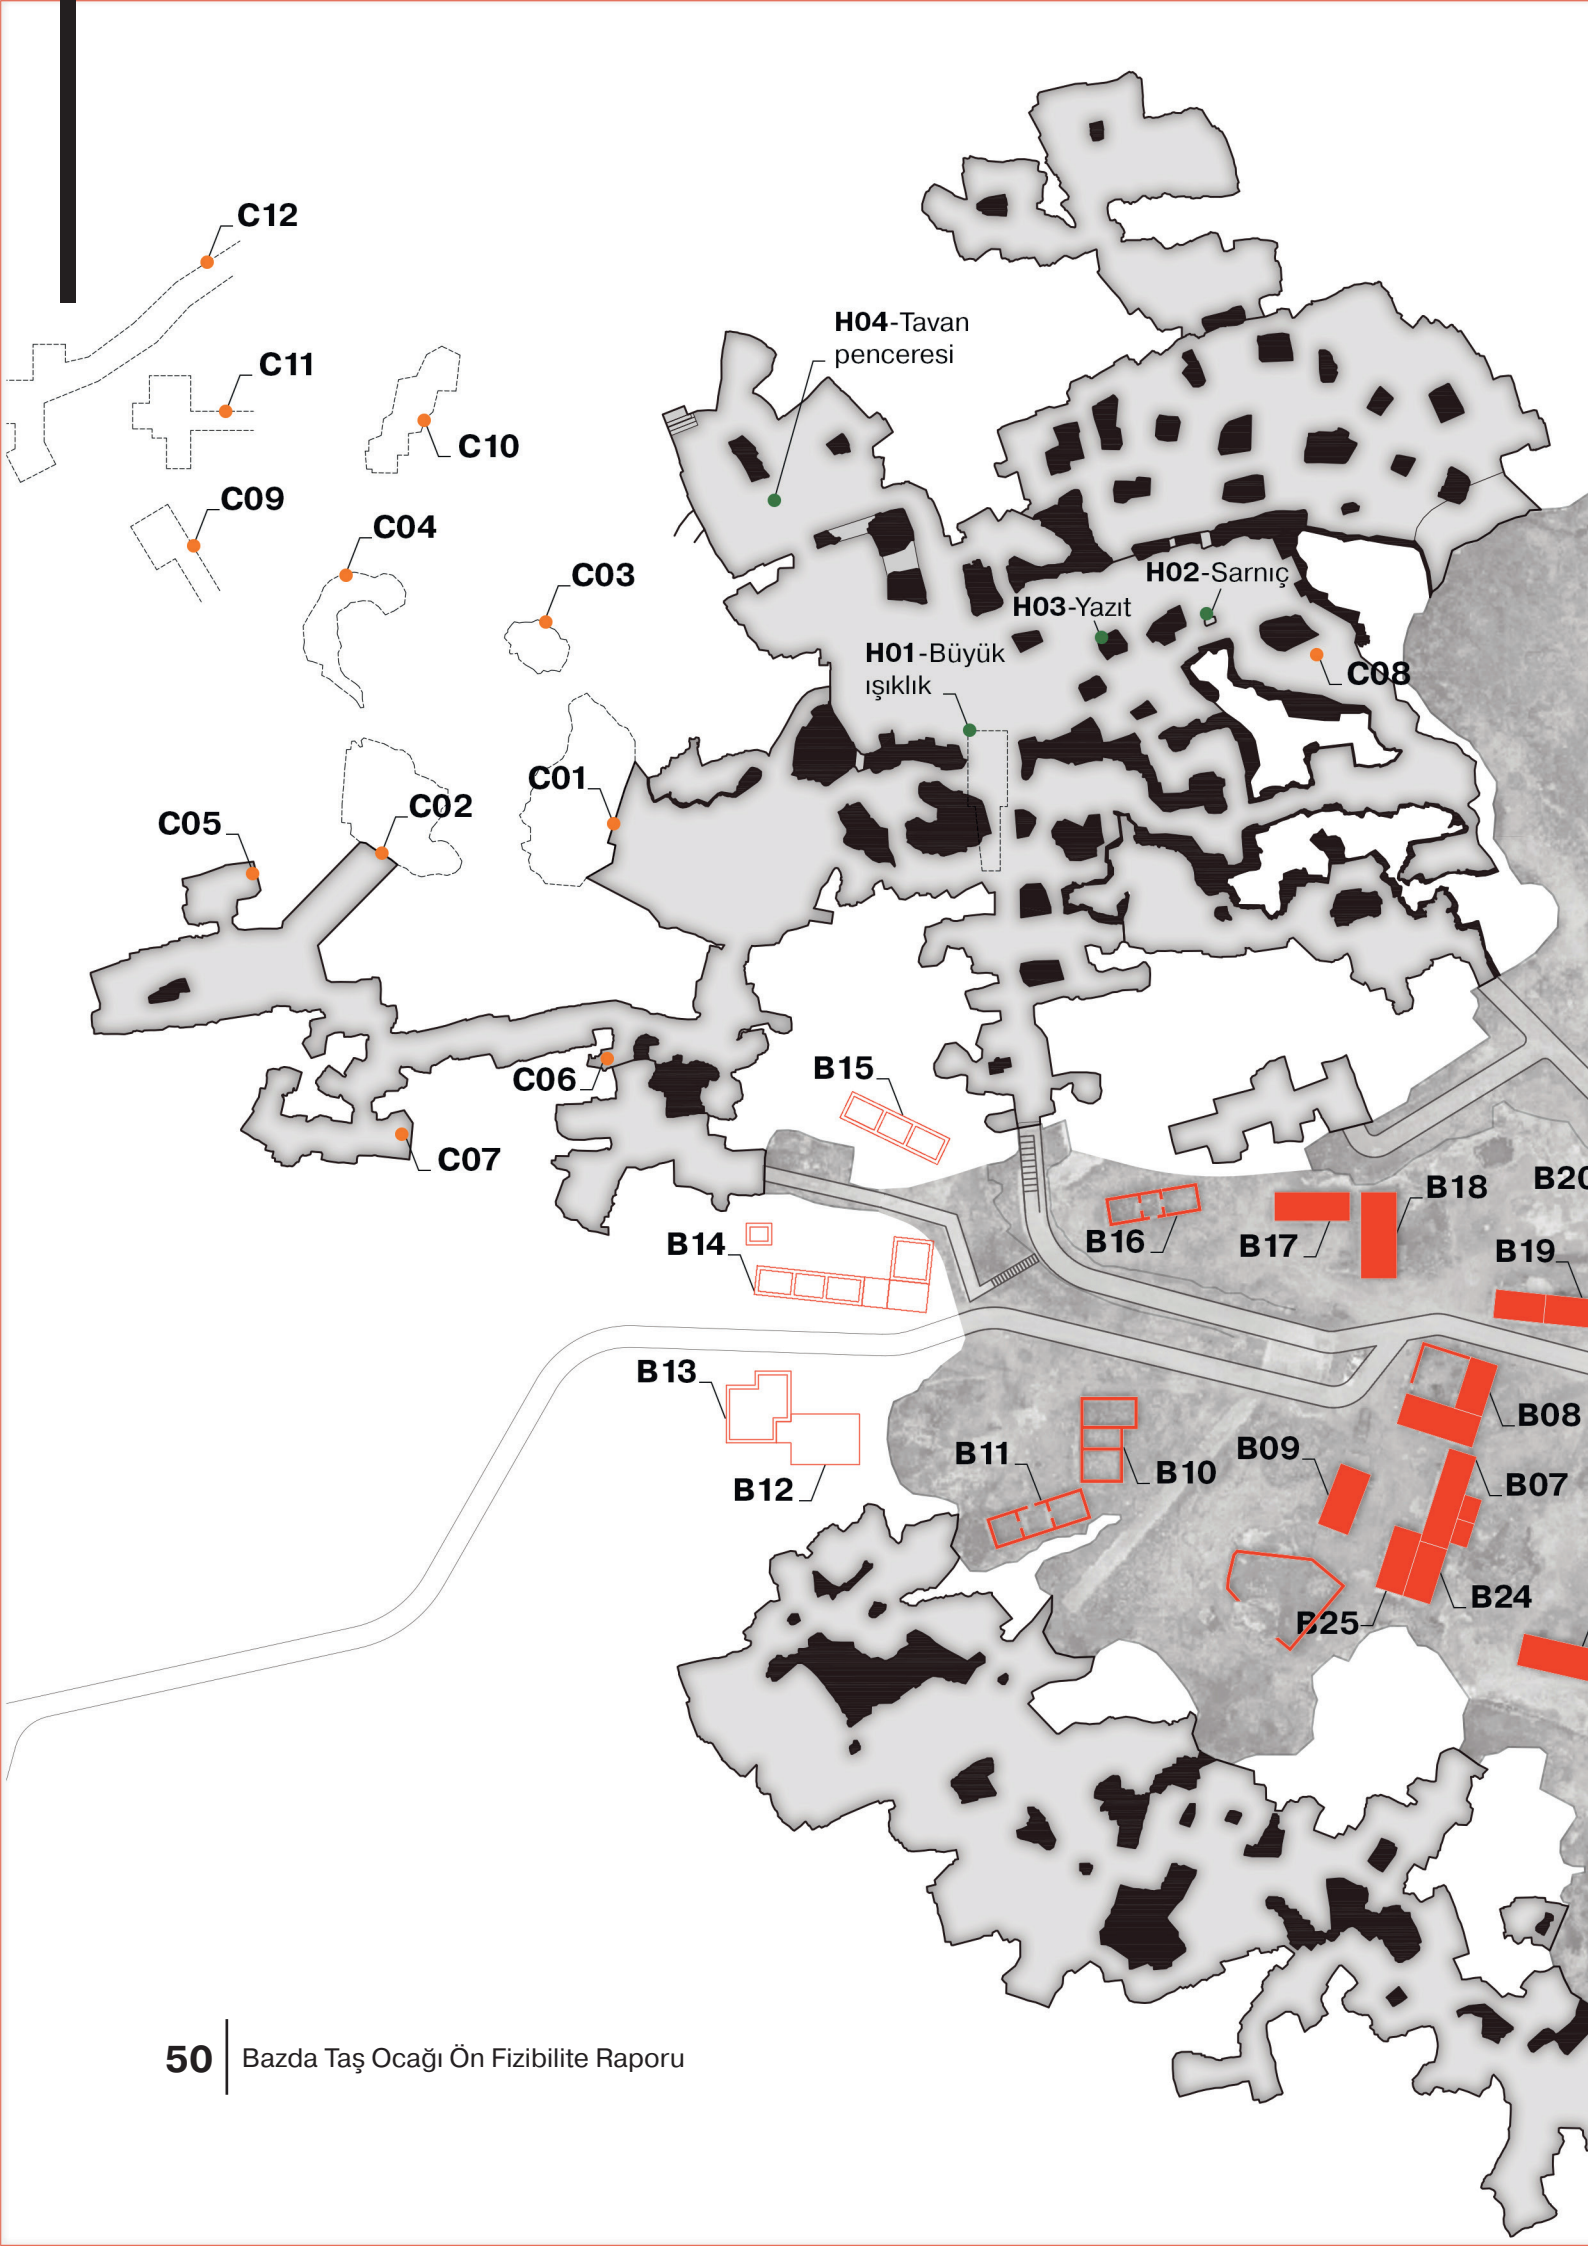 C12
H04-Tavan
penceresi
C11
C10
C09
C04
C03
H02-Sarnıç
H03-Yazıt
H01-Büyük
ışıklık
C08
C01
C02
C05
B15
C06
C07
B18
B20
B16
B17
B14
B19
B13
B08
B09
B11
B10
B07
B12
B24
B25
50
Bazda Taş Ocağı Ön Fizibilite Raporu